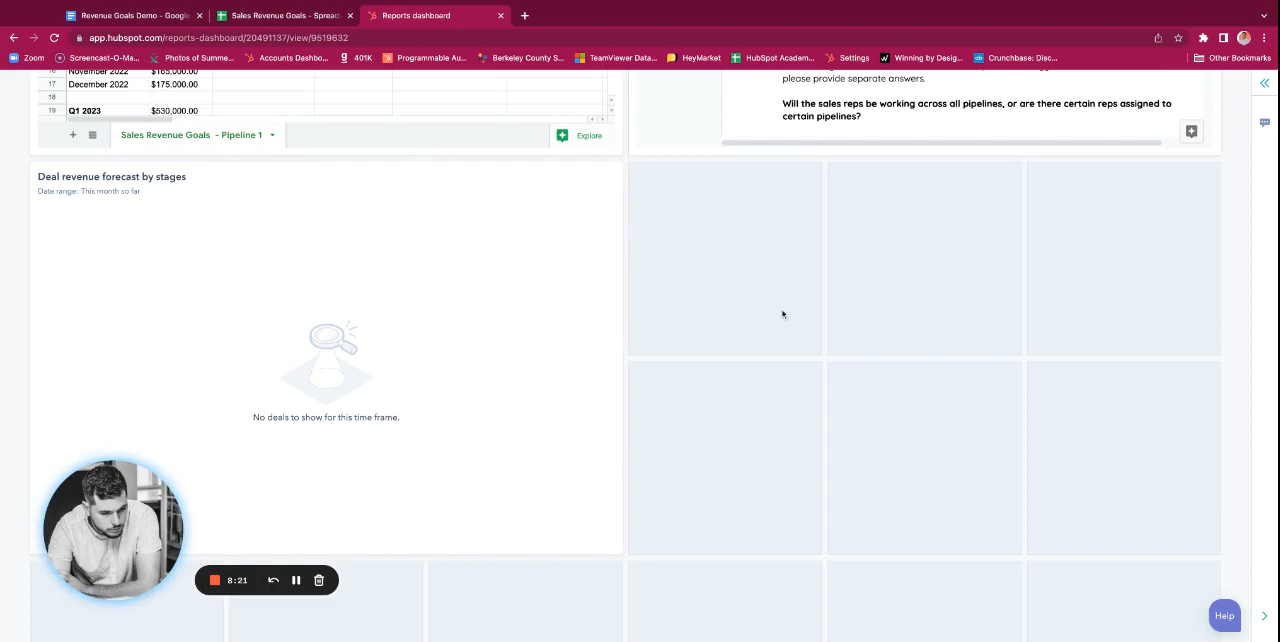 Revenue Goals Demo - Google
Sales Revenue Goals - Spread
Reports dashboard
app.hubspot.com/reports-dashboard/20491137/view/9519632
Zoom
Screencast-O-Ma...
Photos of Summe...
Accounts Dashbo...
401K
Programmable Au...
Berkeley County S...
TeamViewer Data...
HeyMarket
HubSpot Academ...
Settings
Winning by Desig...
Crunchbase: Disc...
Other Bookmarks
16 November 2022 $165,000.00
17 December 2022 $175,000.00
18
19 Q1 2023 $530,000.00
Sales Revenue Goals - Pipeline 1
Explore
please provide separate answers.
Will the sales reps be working across all pipelines, or are there certain reps assigned to
certain pipelines?
Deal revenue forecast by stages
Date range: This month so far
No deals to show for this time frame.
8:21
Help